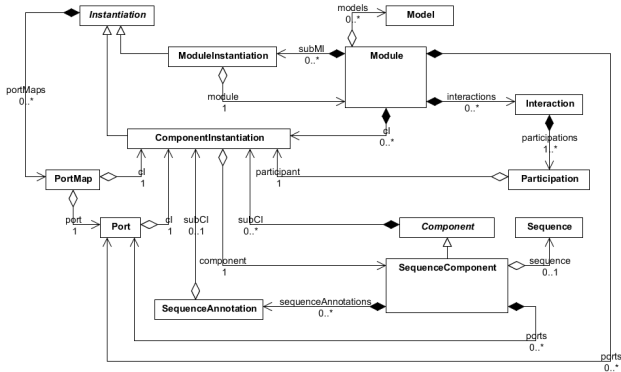 Instantiation
models
0..*
Model
ModuleInstantiation
subMI
0..*
Module
portMaps
0..*
module
1
interactions
0..*
Interaction
cI
0..*
ComponentInstantiation
participations
1..*
PortMap
cI
1
participant
1
Participation
port
1
Port
cI
1
subCI
0..1
subCI
0..*
Component
Sequence
component
1
SequenceComponent
sequence
0..1
SequenceAnnotation
sequenceAnnotations
0..*
ports
0..*
ports
0..*